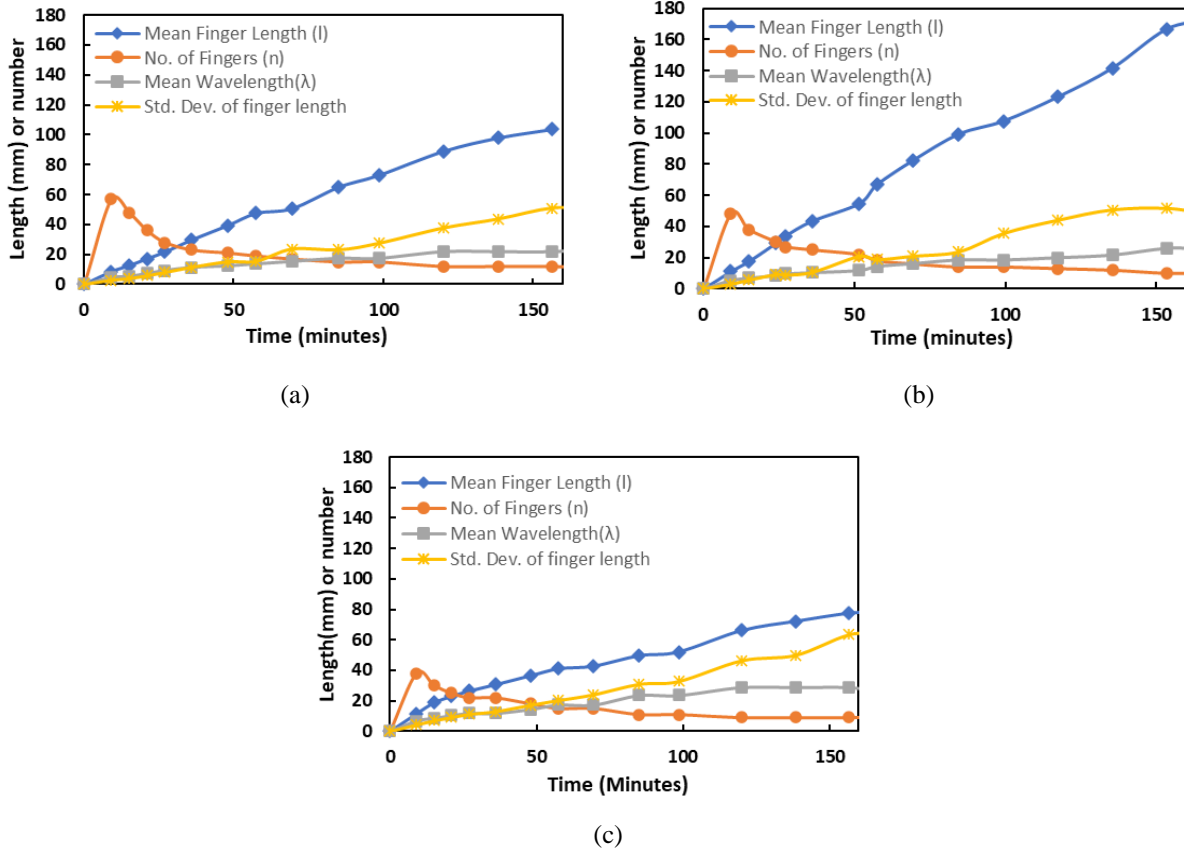 180
160
140
120
100
80
60
40
20
0
Length (mm) or number
Mean Finger Length (l)
No. of Fingers (n)
Mean Wavelength(λ)
Std. Dev. of finger length
0 50 100 150
Time (minutes)
(a)
180
160
140
120
100
80
60
40
20
0
Length (mm) or number
Mean Finger Length (l)
No. of Fingers (n)
Mean Wavelength(λ)
Std. Dev. of finger length
0 50 100 150
Time (minutes)
(b)
180
160
140
120
100
80
60
40
20
0
Length(mm) or number
Mean Finger Length (l)
No. of Fingers (n)
Mean Wavelength(λ)
Std. Dev. of finger length
0 50 100 150
Time (Minutes)
(c)